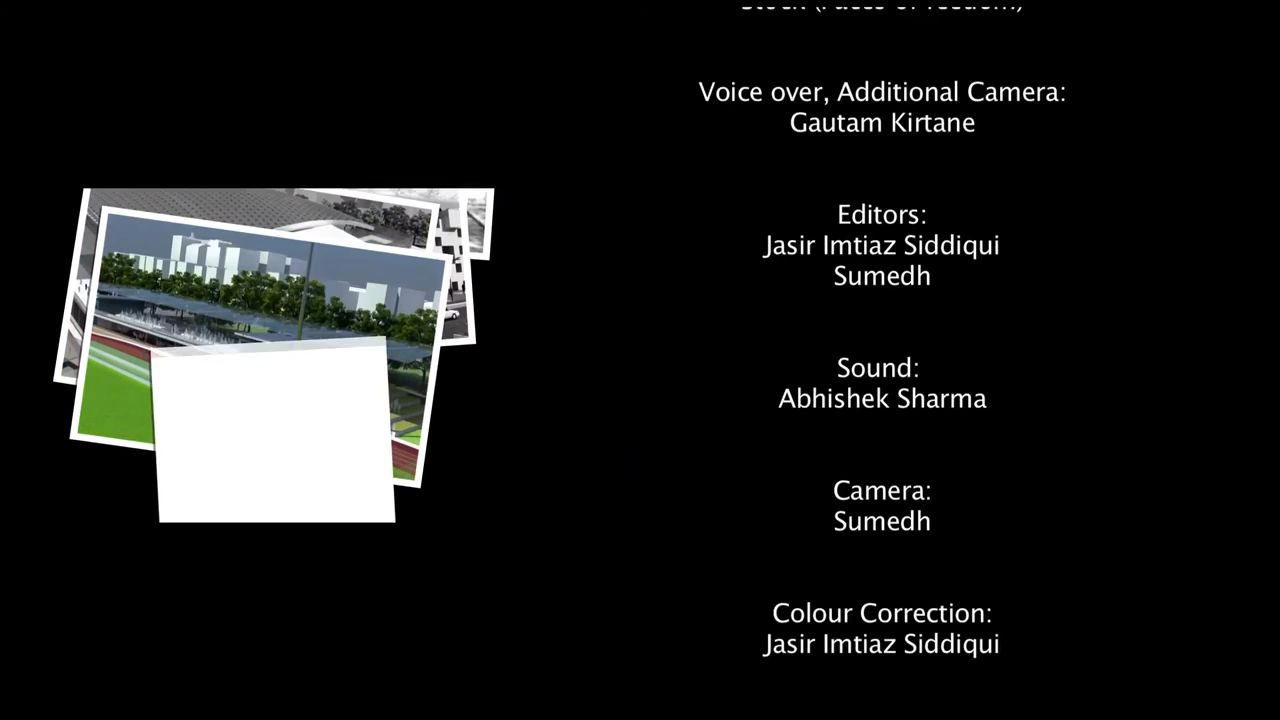 Voice over, Additional Camera:
Gautam Kirtane
Editors:
Jasir Imtiaz Siddiqui
Sumedh
Sound:
Abhishek Sharma
Camera:
Sumedh
Colour Correction:
Jasir Imtiaz Siddiqui